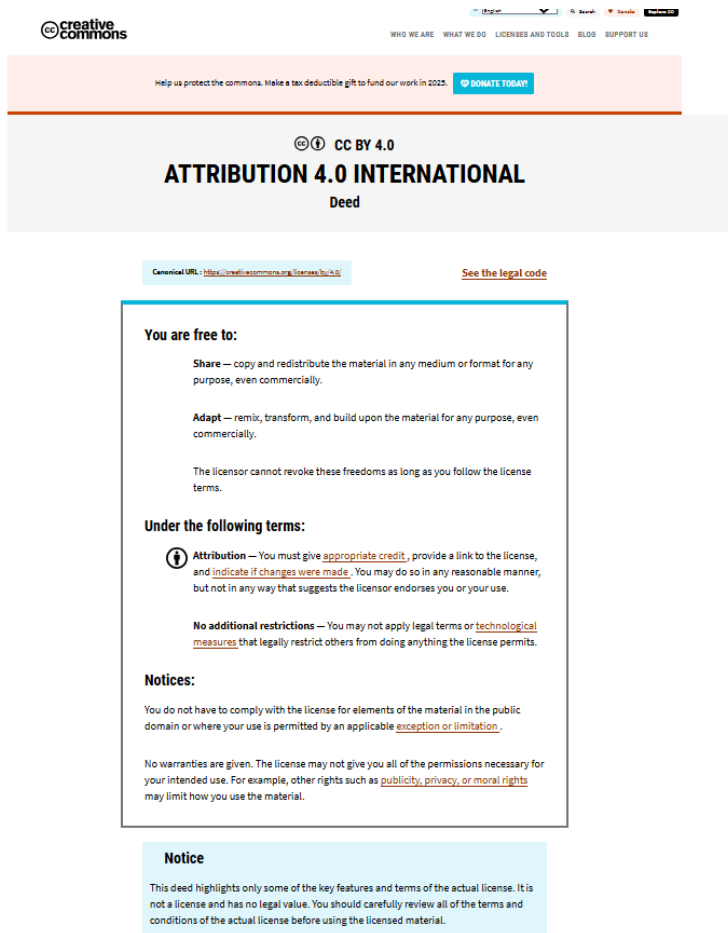 English
Search
Donate
Explore CC
creative
commons
WHO WE ARE WHAT WE DO LICENSES AND TOOLS BLOG SUPPORT US
Help us protect the commons. Make a tax deductible gift to fund our work in 2025. DONATE TODAY!
CC BY 4.0
ATTRIBUTION 4.0 INTERNATIONAL
Deed
Canonical URL : https://creativecommons.org/licenses/by/4.0/
See the legal code
You are free to:
Share — copy and redistribute the material in any medium or format for any
purpose, even commercially.
Adapt — remix, transform, and build upon the material for any purpose, even
commercially.
The licensor cannot revoke these freedoms as long as you follow the license
terms.
Under the following terms:
Attribution — You must give appropriate credit , provide a link to the license,
and indicate if changes were made . You may do so in any reasonable manner,
but not in any way that suggests the licensor endorses you or your use.
No additional restrictions — You may not apply legal terms or technological
measures that legally restrict others from doing anything the license permits.
Notices:
You do not have to comply with the license for elements of the material in the public
domain or where your use is permitted by an applicable exception or limitation .
No warranties are given. The license may not give you all of the permissions necessary for
your intended use. For example, other rights such as publicity, privacy, or moral rights
may limit how you use the material.
Notice
This deed highlights only some of the key features and terms of the actual license. It is
not a license and has no legal value. You should carefully review all of the terms and
conditions of the actual license before using the licensed material.